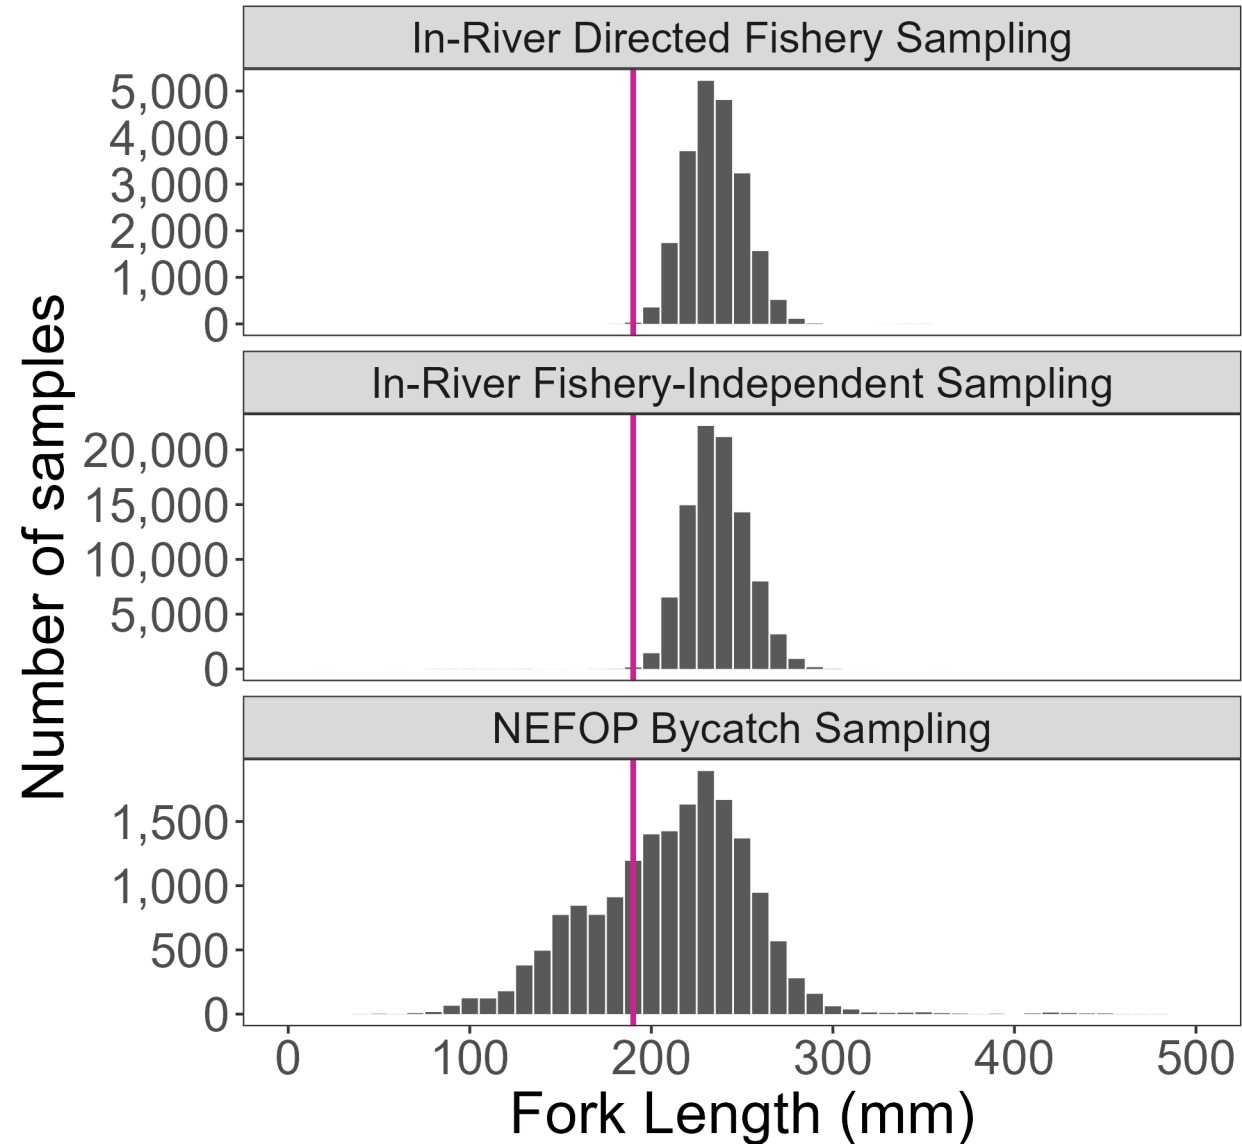 In-River Directed Fishery Sampling
5,000
4,000
3,000
2,000
1,000
0
In-River Fishery-Independent Sampling
20,000
15,000
10,000
5,000
0
Number of samples
NEFOP Bycatch Sampling
1,500
1,000
500
0
0 100 200 300 400 500
Fork Length (mm)